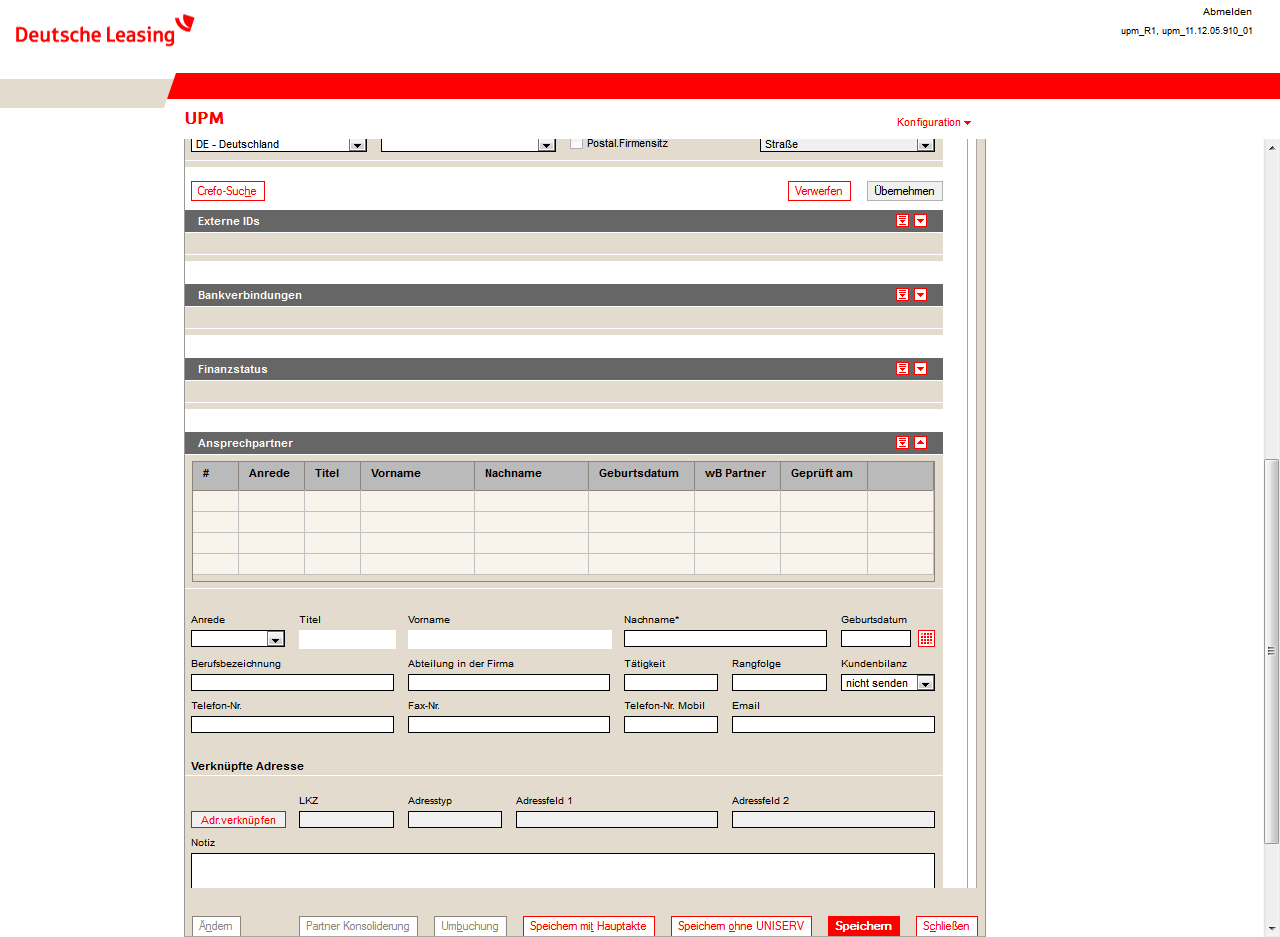 Abmelden
Deutsche Leasing
upm_R1, upm_11.12.05.910_01
UPM
Konfiguration
DE - Deutschland Postal.Firmensitz Straße
Crefo-Suche Verwerfen Übernehmen
Externe IDs
Bankverbindungen
Finanzstatus
Ansprechpartner
# Anrede Titel Vorname Nachname Geburtsdatum wB Partner Geprüft am
Anrede Titel Vorname Nachname* Geburtsdatum
Berufsbezeichnung Abteilung in der Firma Tätigkeit Rangfolge Kundenbilanz
nicht senden
Telefon-Nr. Fax-Nr. Telefon-Nr. Mobil Email
Verknüpfte Adresse
LKZ Adresstyp Adressfeld 1 Adressfeld 2
Adr.verknüpfen
Notiz
Ändern Partner Konsolidierung Umbuchung Speichern mit Hauptakte Speichern ohne UNISERV Speichern Schließen